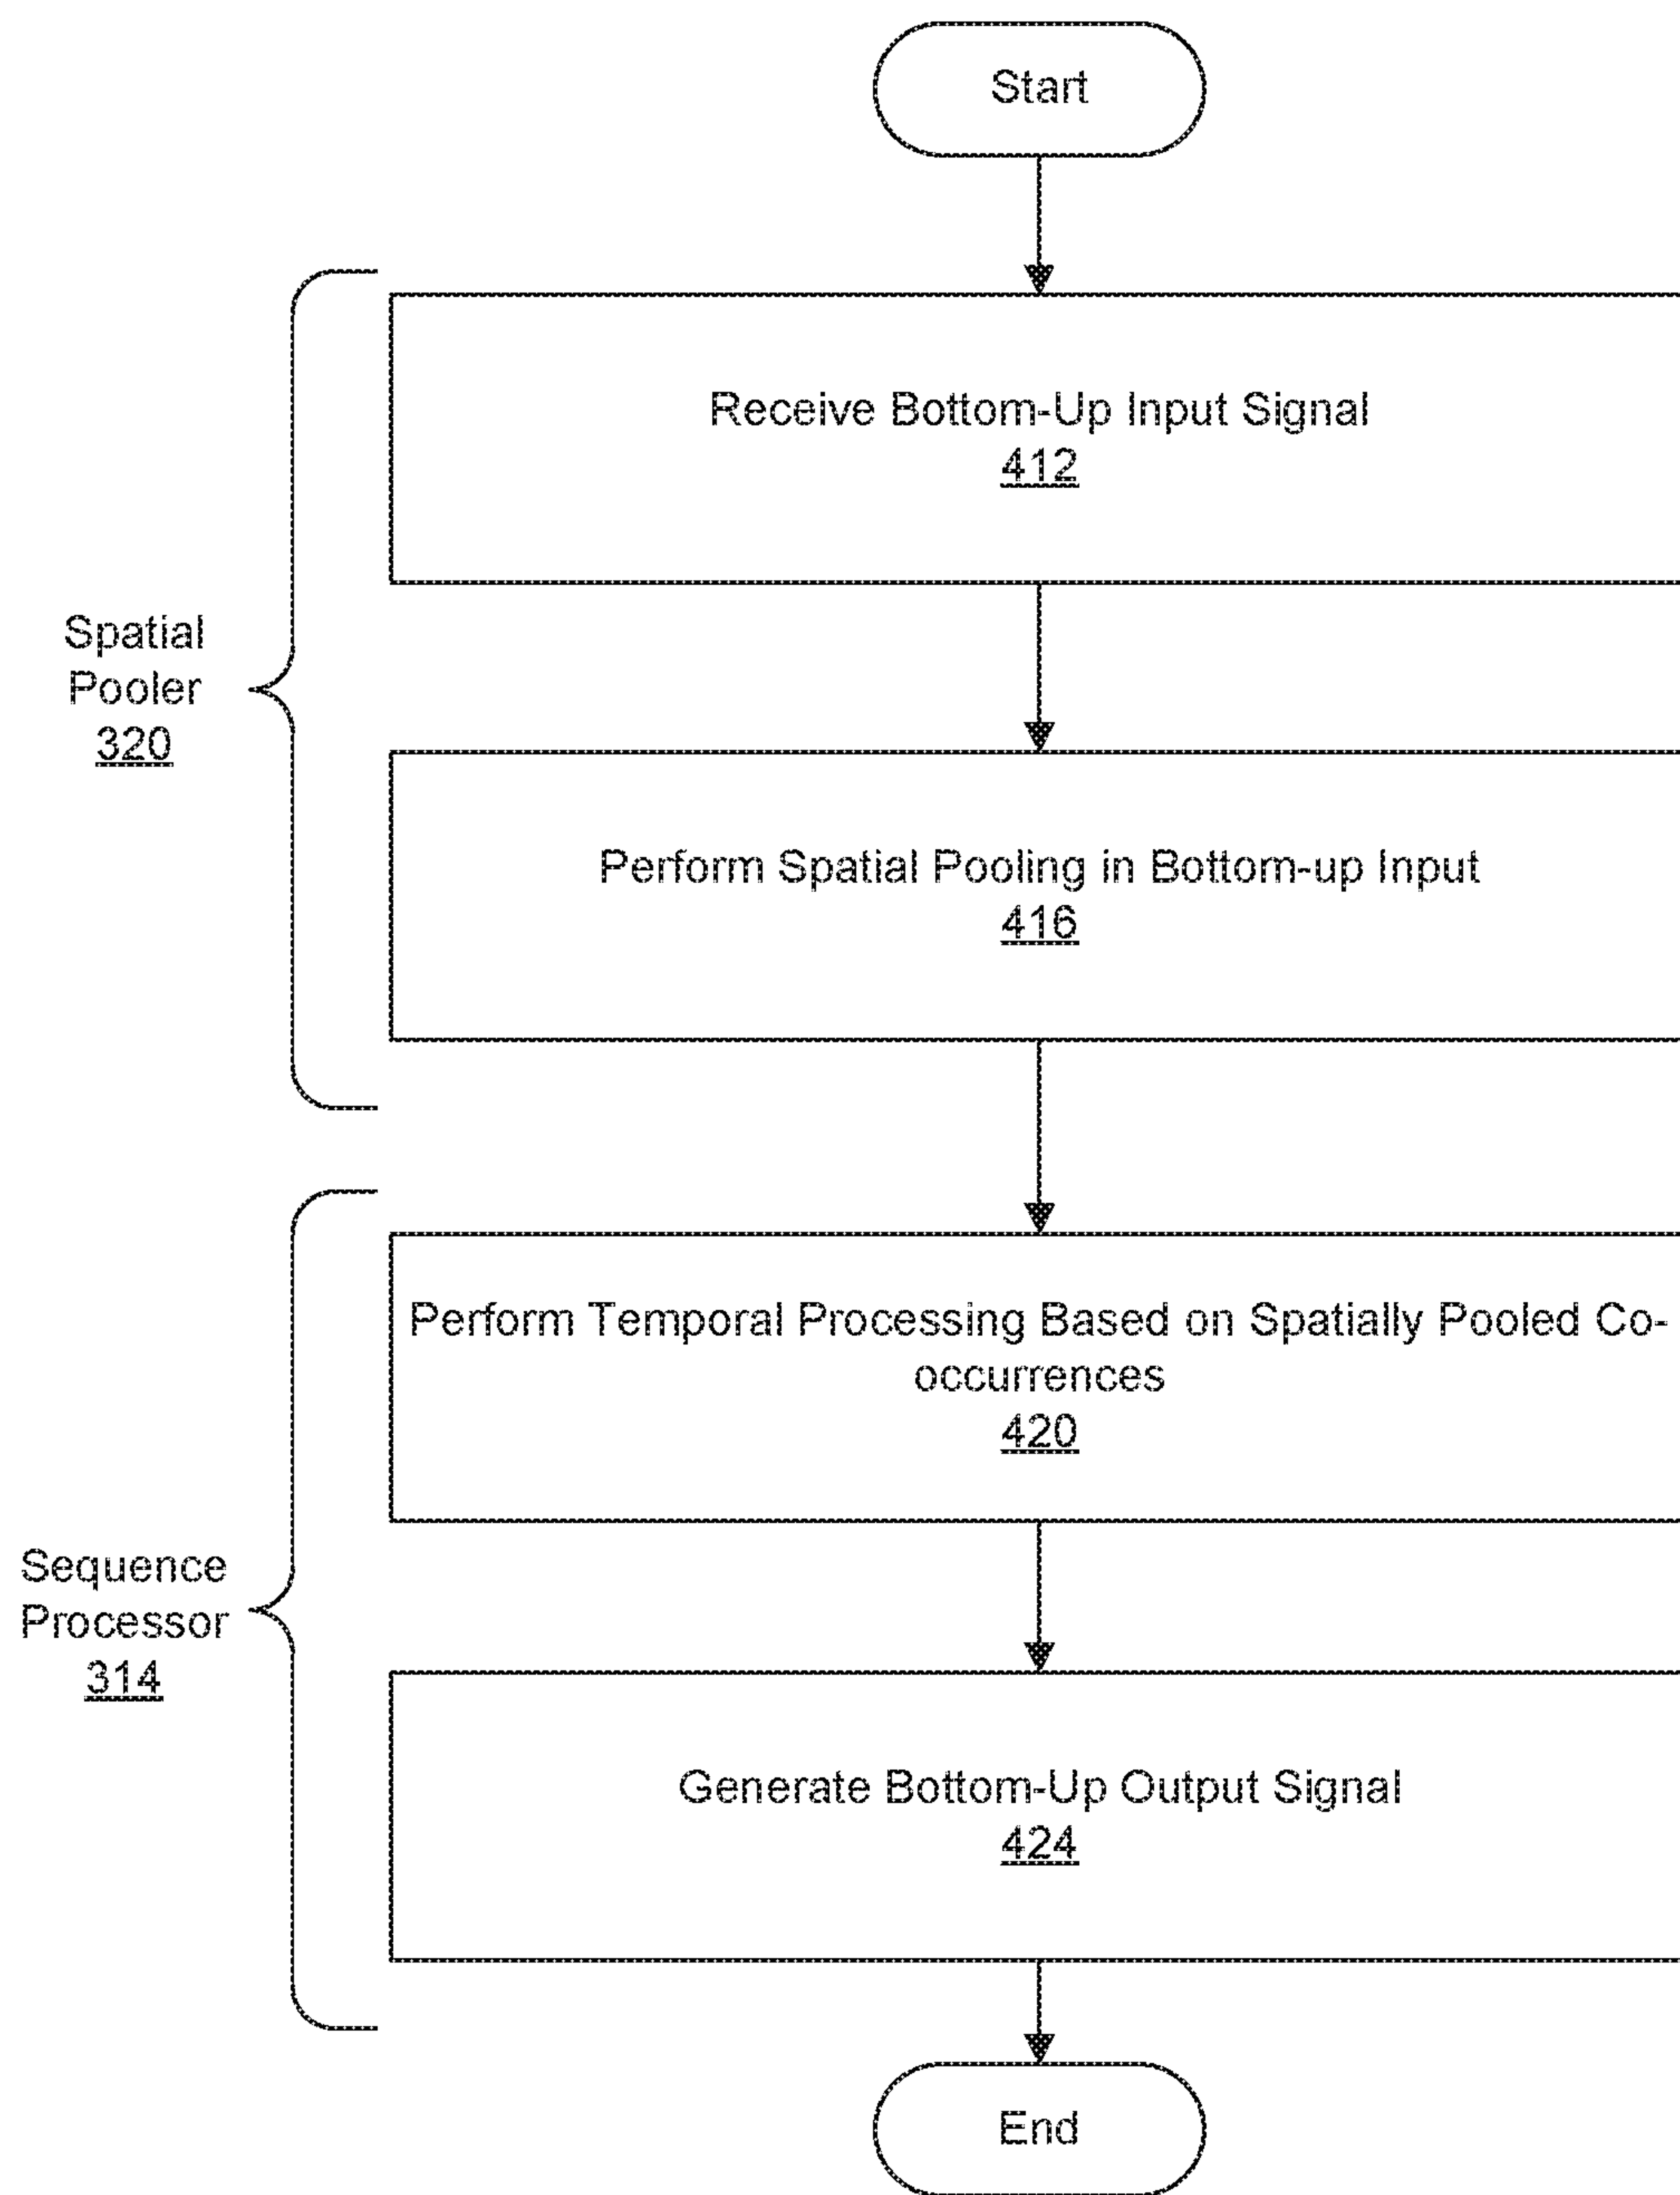 Start
Receive Bottom-Up Input Signal
412
Spatial
Pooler
320
Perform Spatial Pooling in Bottom-up Input
416
Perform Temporal Processing Based on Spatially Pooled Co-
occurrences
420
Sequence
Processor
314
Generate Bottom-Up Output Signal
424
End